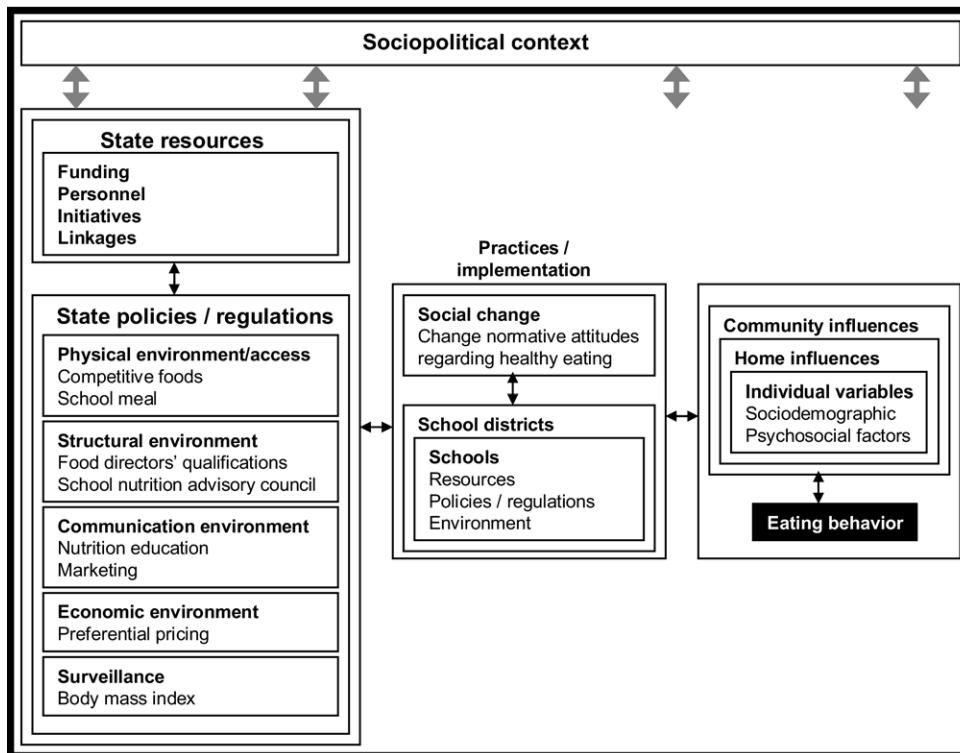 Sociopolitical context
State resources
Funding
Personnel
Initiatives
Linkages
State policies / regulations
Physical environment/access
Competitive foods
School meal
Structural environment
Food directors' qualifications
School nutrition advisory council
Communication environment
Nutrition education
Marketing
Economic environment
Preferential pricing
Surveillance
Body mass index
Practices /
implementation
Social change
Change normative attitudes
regarding healthy eating
School districts
Schools
Resources
Policies / regulations
Environment
Community influences
Home influences
Individual variables
Sociodemographic
Psychosocial factors
Eating behavior